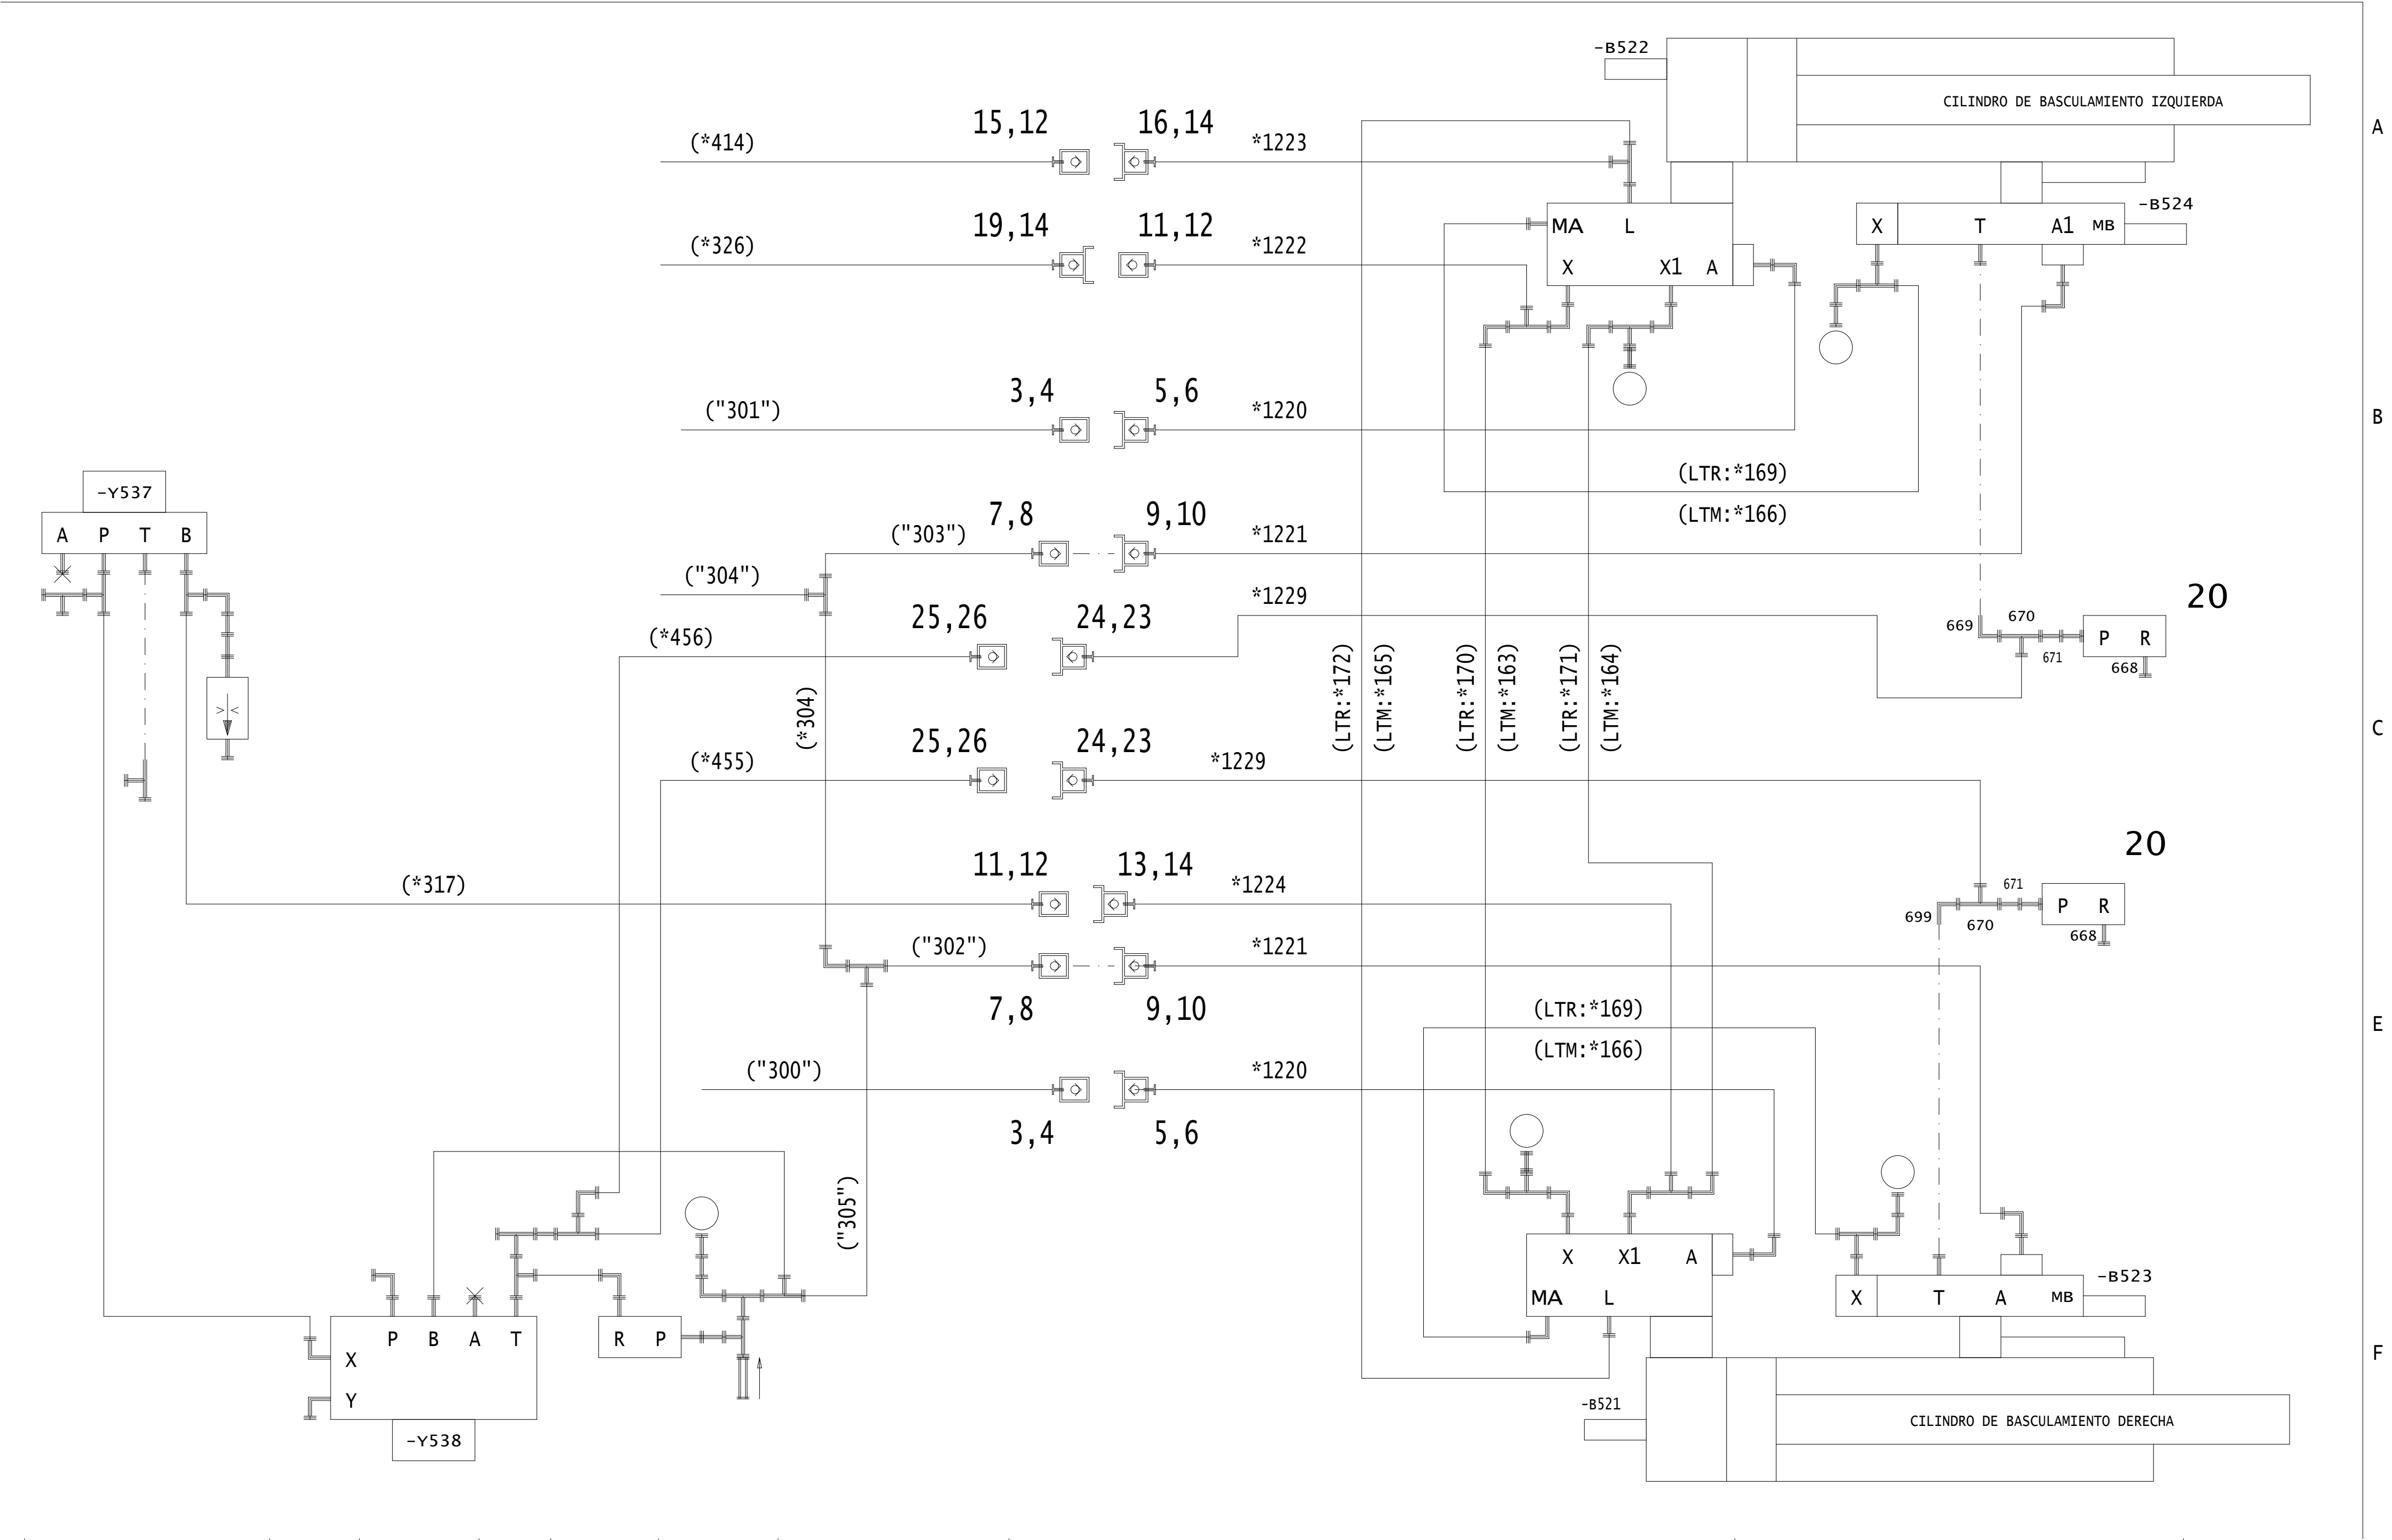 -B522
CILINDRO DE BASCULAMIENTO IZQUIERDA
A
15,12 16,14
(*414) *1223
-B524
19,14 11,12
(*326) *1222
MA L
X T A1 MB
X X1 A
3,4 5,6
("301") *1220
B
(LTR:*169)
(LTM:*166)
-Y537
A P T B
7,8 9,10
("303") *1221
("304")
*1229
20
25,26 24,23
(*456)
669 670
P R
671
668
(*304)
(LTR:*172)
(LTM:*165)
(LTR:*170)
(LTM:*163)
(LTR:*171)
(LTM:*164)
> <
C
25,26 24,23
(*455) *1229
20
11,12 13,14
(*317) *1224
671
P R
699 670
668
("302") *1221
7,8 9,10
(LTR:*169)
(LTM:*166)
E
("300") *1220
3,4 5,6
("305")
X X1 A
-B523
MA L
X T A MB
P B A T
R P
X
Y
F
-B521
CILINDRO DE BASCULAMIENTO DERECHA
-Y538